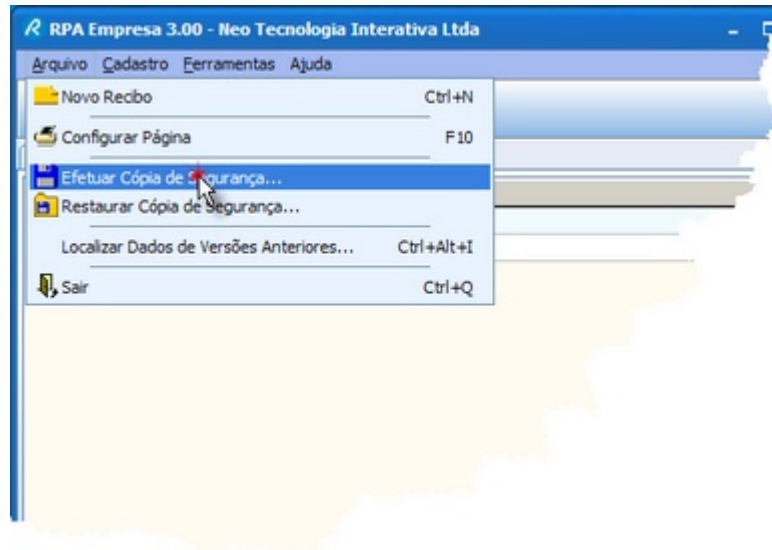 RPA Empresa 3.00 - Neo Tecnologia Interativa Ltda
Arquivo Cadastro Ferramentas Ajuda
Novo Recibo Ctrl+N
Configurar Página F10
Efetuar Cópia de Segurança...
Restaurar Cópia de Segurança...
Localizar Dados de Versões Anteriores... Ctrl+Alt+I
Sair Ctrl+Q